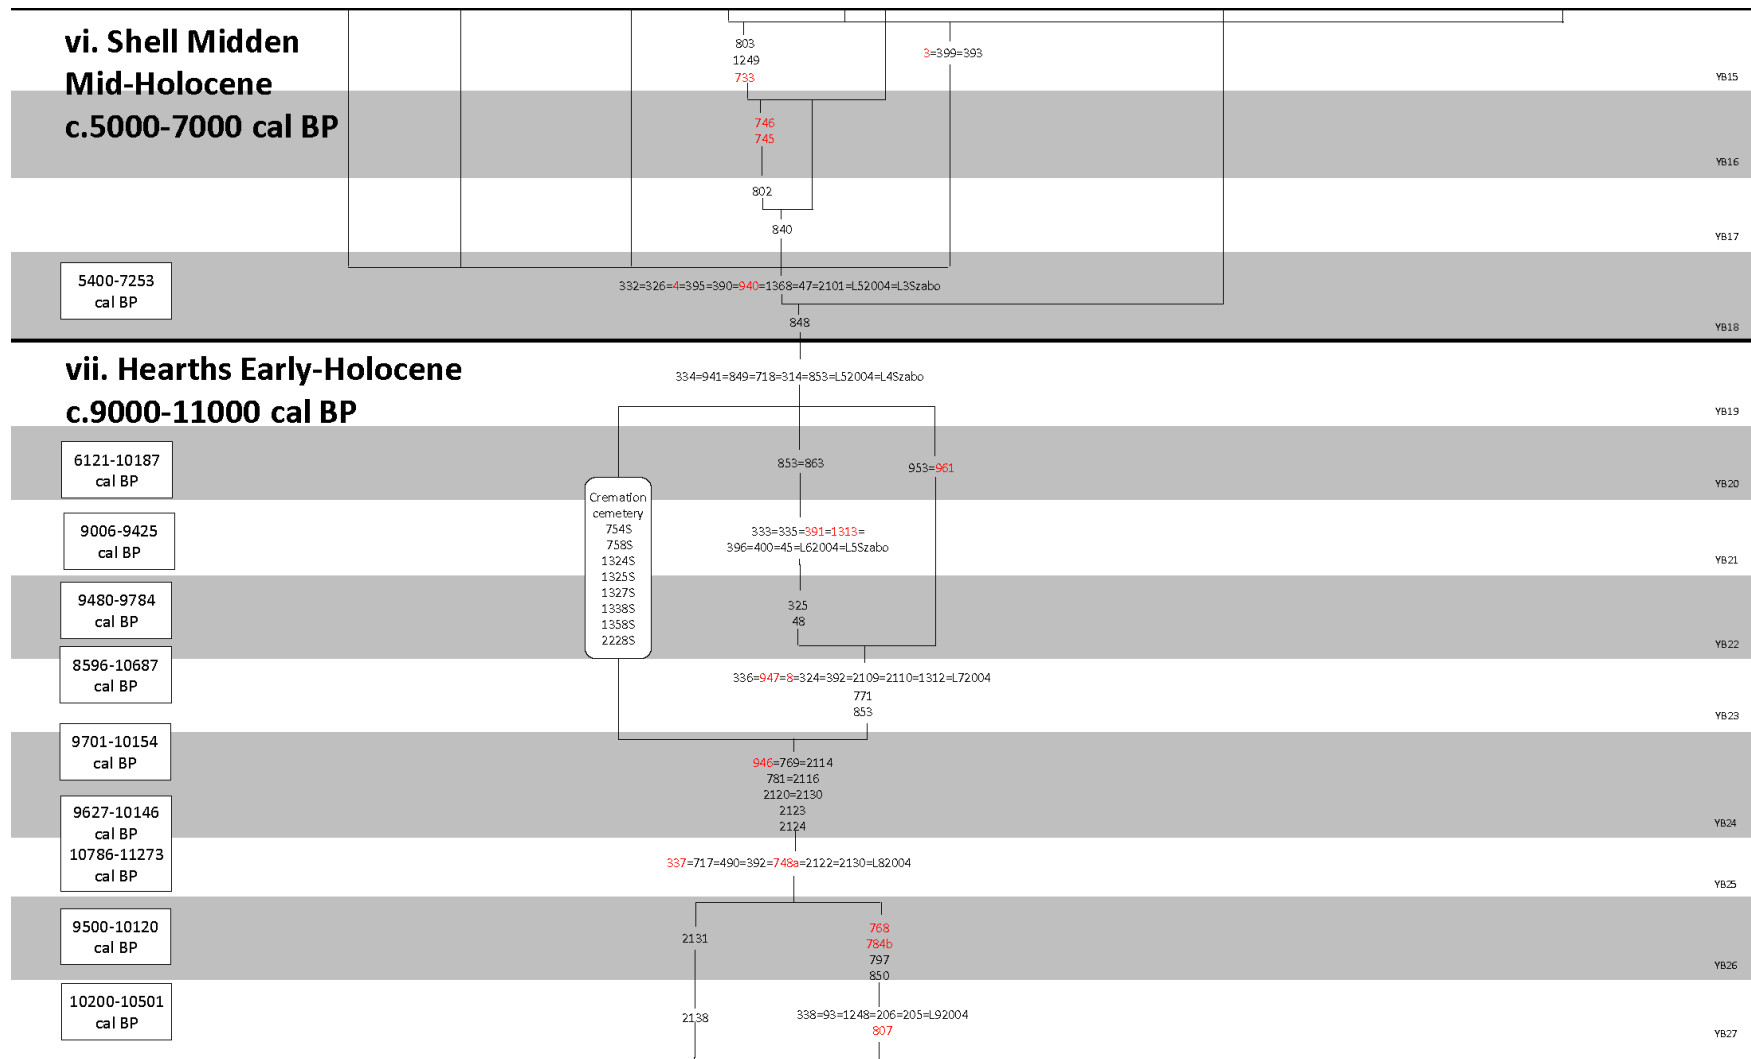 vi. Shell Midden
Mid-Holocene
c.5000-7000 cal BP
803
1249
733
3=399=393
YB15
746
745
YB16
802
840
YB17
5400-7253
cal BP
332=326=4=395=390=940=1368=47=2101=L52004=L3Szabo
848
YB18
vii. Hearths Early-Holocene
c.9000-11000 cal BP
334=941=849=718=314=853=L52004=L4Szabo
YB19
6121-10187
cal BP
853=863
953=961
YB20
Cremation
cemetery
754S
758S
1324S
1325S
1327S
1338S
1358S
2228S
9006-9425
cal BP
333=335=391=1313=
396=400=45=L62004=L5Szabo
YB21
9480-9784
cal BP
325
48
YB22
8596-10687
cal BP
336=947=8=324=392=2109=2110=1312=L72004
771
853
YB23
9701-10154
cal BP
946=769=2114
781=2116
2120=2130
2123
2124
YB24
9627-10146
cal BP
10786-11273
cal BP
337=717=490=392=748a=2122=2130=L82004
YB25
9500-10120
cal BP
2131
768
784b
797
850
YB26
10200-10501
cal BP
2138
338=93=1248=206=205=L92004
807
YB27